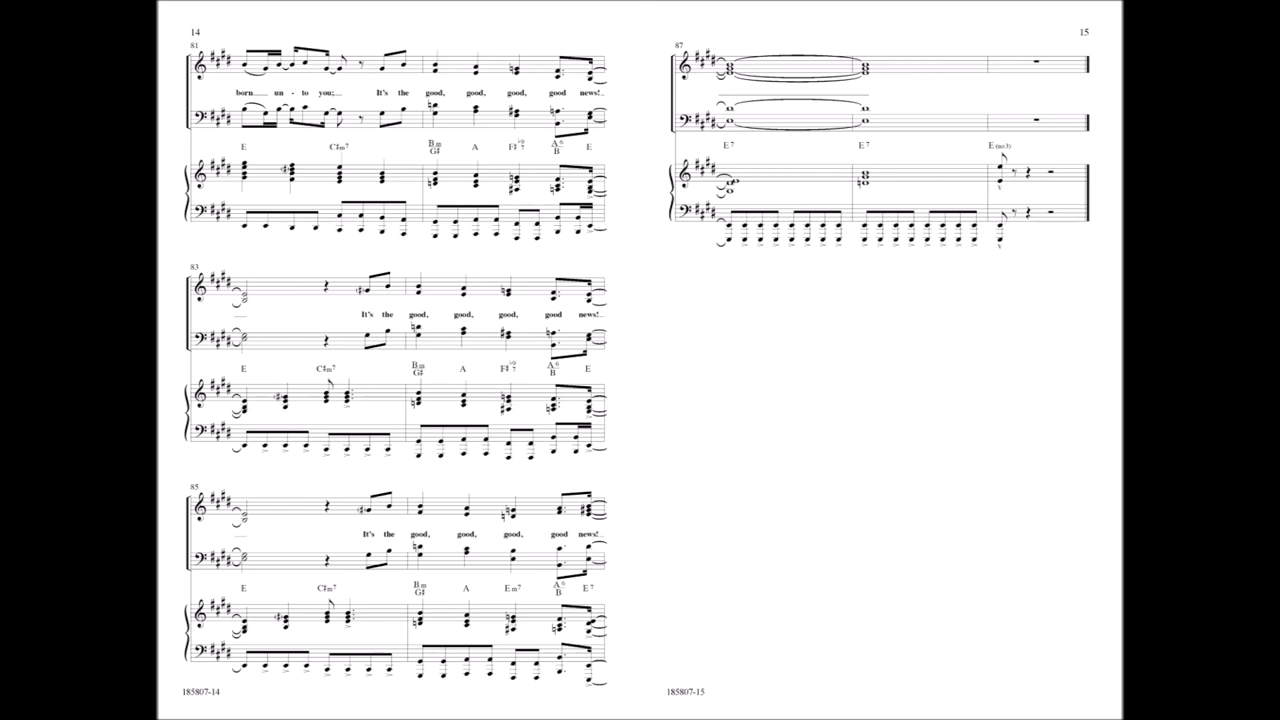 14
81
born un - to you; It's the good, good, good, good news!
E C♯m7 Bm/G♯ A F♯7♭9 A6/B E
83
It's the good, good, good, good news!
E C♯m7 Bm/G♯ A F♯7♭9 A6/B E
85
It's the good, good, good, good news!
E C♯m7 Bm/G♯ A Em7 A6/B E7
185807-14
15
87
E7 E7 E(no3)
185807-15